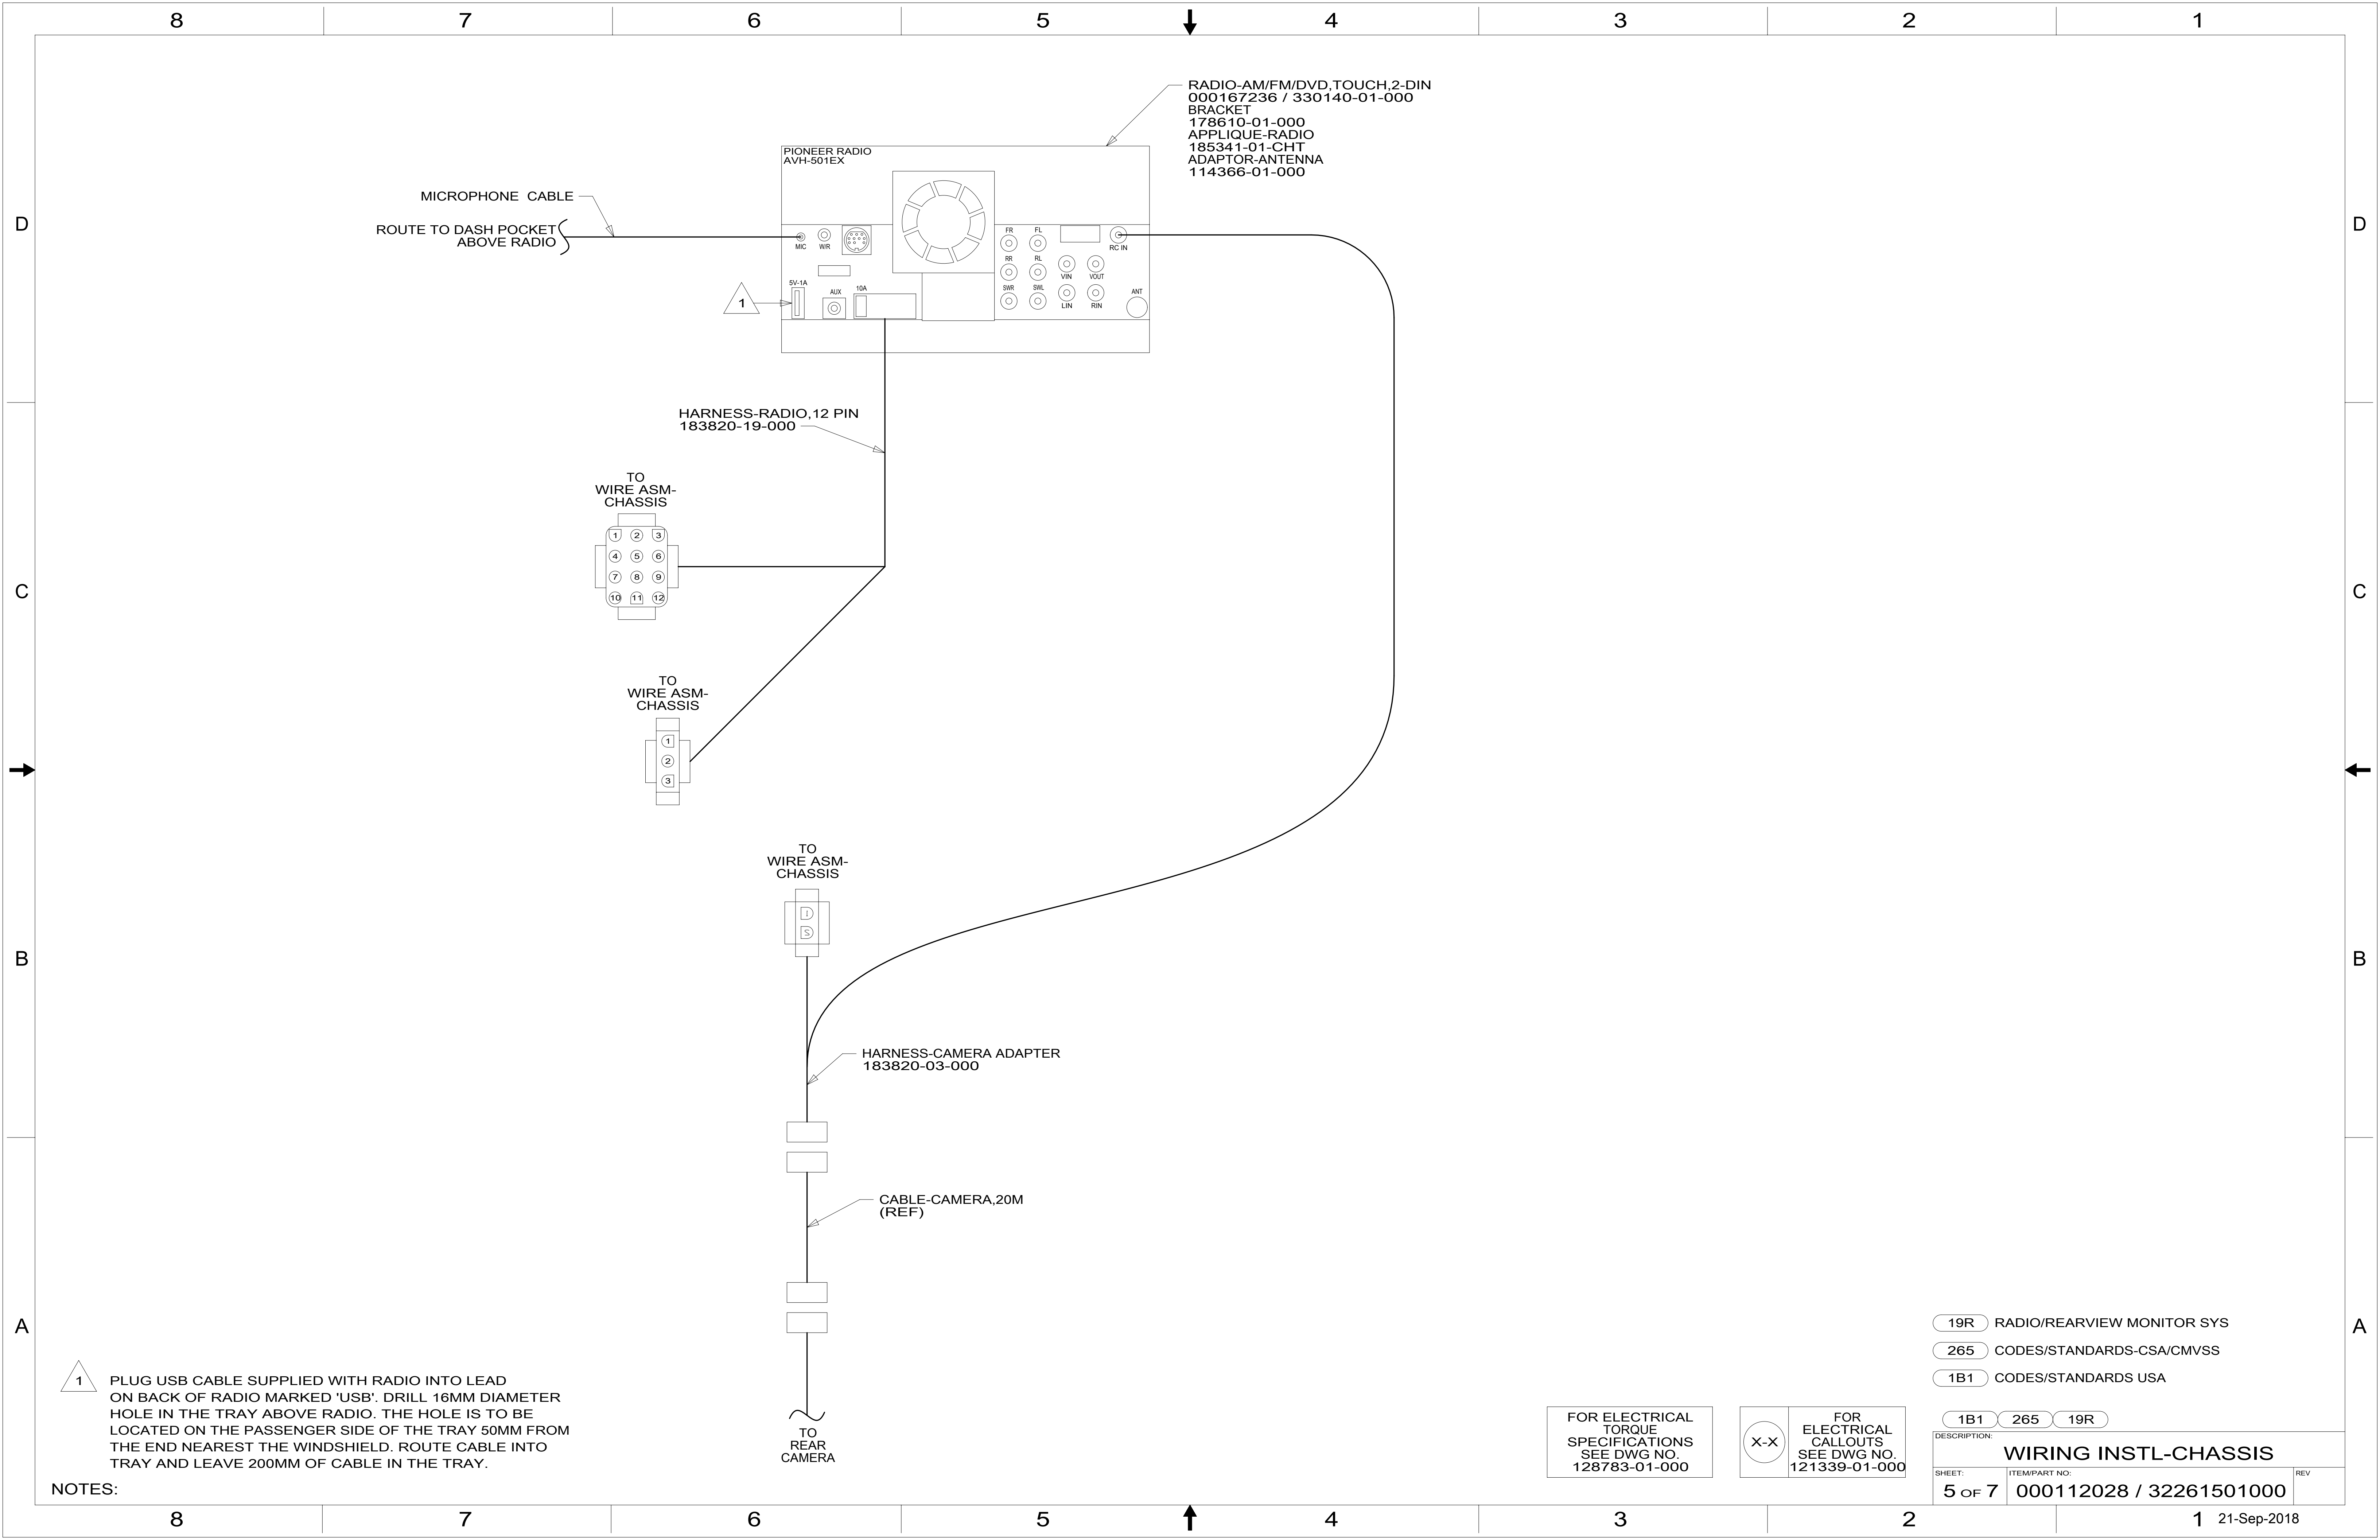 8 7 6 5 4 3 2 1
RADIO-AM/FM/DVD,TOUCH,2-DIN
000167236 / 330140-01-000
BRACKET
178610-01-000
APPLIQUE-RADIO
185341-01-CHT
ADAPTOR-ANTENNA
114366-01-000
PIONEER RADIO
AVH-501EX
MICROPHONE CABLE
ROUTE TO DASH POCKET
ABOVE RADIO
D
D
MIC
W/R
FR
FL
RC IN
RR
RL
VIN
VOUT
5V-1A
AUX
10A
SWR
SWL
LIN
RIN
ANT
1
HARNESS-RADIO,12 PIN
183820-19-000
TO
WIRE ASM-
CHASSIS
1 2 3
4 5 6
7 8 9
10 11 12
C
C
TO
WIRE ASM-
CHASSIS
1
2
3
TO
WIRE ASM-
CHASSIS
1
2
B
B
HARNESS-CAMERA ADAPTER
183820-03-000
CABLE-CAMERA,20M
(REF)
A
A
TO
REAR
CAMERA
1
PLUG USB CABLE SUPPLIED WITH RADIO INTO LEAD
ON BACK OF RADIO MARKED 'USB'. DRILL 16MM DIAMETER
HOLE IN THE TRAY ABOVE RADIO. THE HOLE IS TO BE
LOCATED ON THE PASSENGER SIDE OF THE TRAY 50MM FROM
THE END NEAREST THE WINDSHIELD. ROUTE CABLE INTO
TRAY AND LEAVE 200MM OF CABLE IN THE TRAY.
NOTES:
FOR ELECTRICAL
TORQUE
SPECIFICATIONS
SEE DWG NO.
128783-01-000
X-X
FOR
ELECTRICAL
CALLOUTS
SEE DWG NO.
121339-01-000
19R RADIO/REARVIEW MONITOR SYS
265 CODES/STANDARDS-CSA/CMVSS
1B1 CODES/STANDARDS USA
1B1 265 19R
DESCRIPTION:
WIRING INSTL-CHASSIS
SHEET:
5 OF 7
ITEM/PART NO:
000112028 / 32261501000
REV
8 7 6 5 4 3 2 1
21-Sep-2018